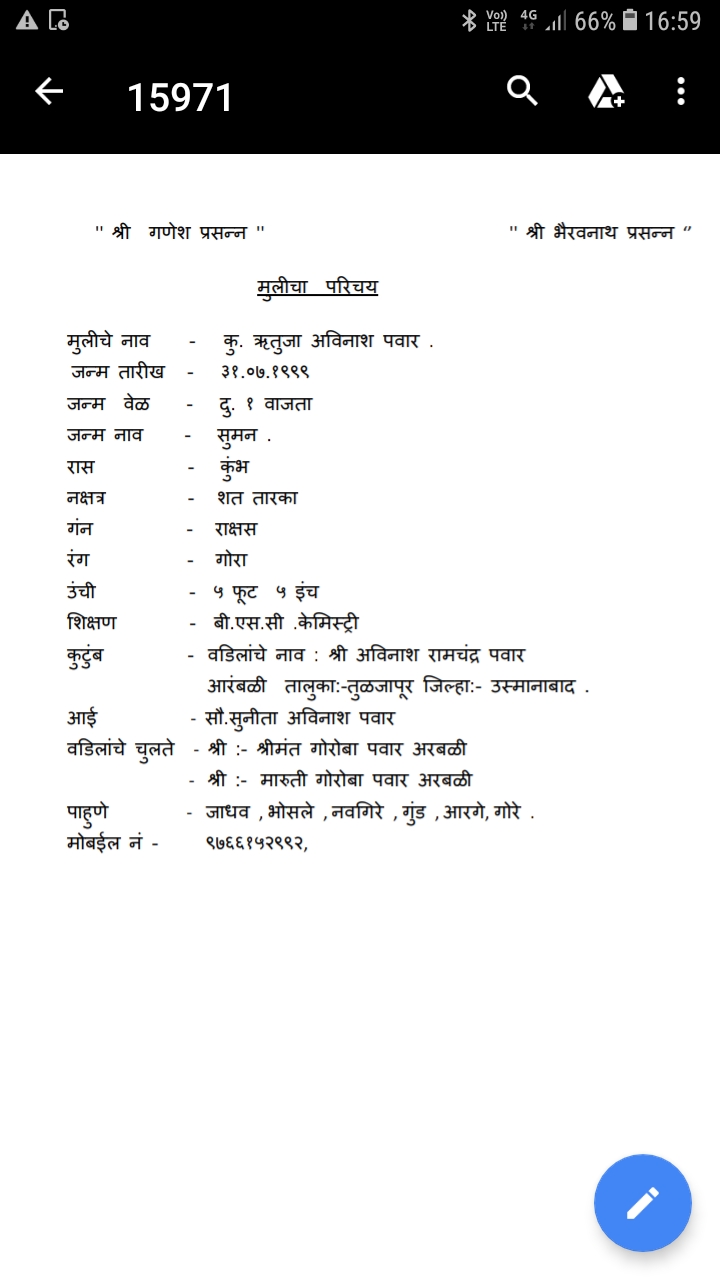 Vo)) LTE 4G 66% 16:59
15971
" श्री गणेश प्रसन्न " " श्री भैरवनाथ प्रसन्न “
मुलीचा परिचय
मुलीचे नाव - कु. ऋतुजा अविनाश पवार .
जन्म तारीख - ३१.०७.१९९९
जन्म वेळ - दु. १ वाजता
जन्म नाव - सुमन .
रास - कुंभ
नक्षत्र - शत तारका
गंन - राक्षस
रंग - गोरा
उंची - ५ फूट ५ इंच
शिक्षण - बी.एस.सी .केमिस्ट्री
कुटुंब - वडिलांचे नाव : श्री अविनाश रामचंद्र पवार
आरंबळी तालुका:-तुळजापूर जिल्हा:- उस्मानाबाद .
आई - सौ.सुनीता अविनाश पवार
वडिलांचे चुलते - श्री :- श्रीमंत गोरोबा पवार अरबळी
- श्री :- मारुती गोरोबा पवार अरबळी
पाहुणे - जाधव , भोसले , नवगिरे , गुंड , आरगे, गोरे .
मोबईल नं - ९७६६१५२९९२,